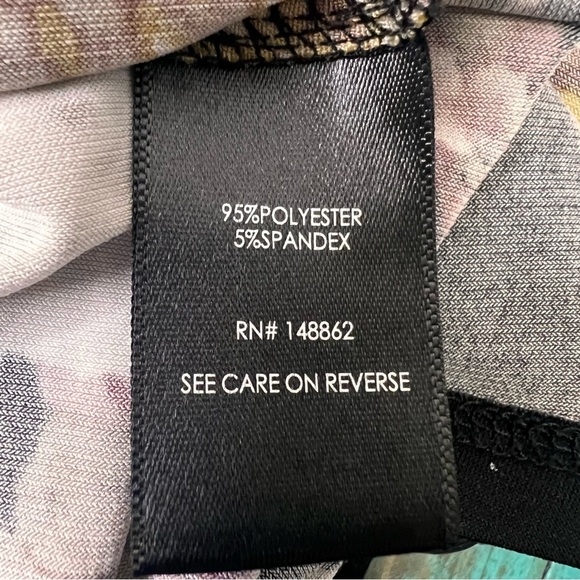 95%POLYESTER
5%SPANDEX
RN# 148862
SEE CARE ON REVERSE